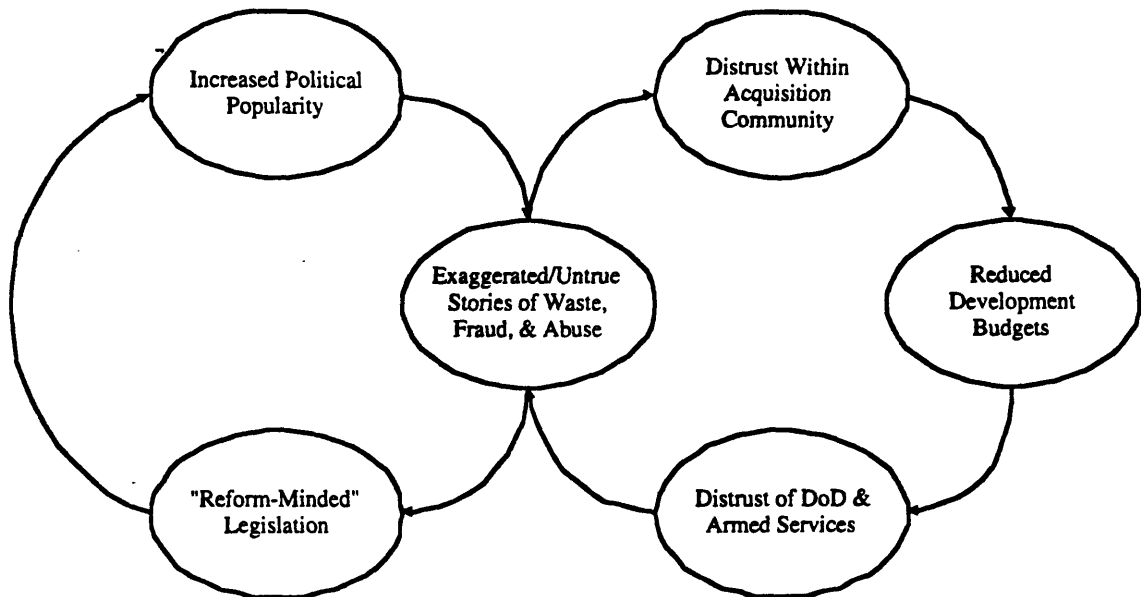 Increased Political
Popularity
Distrust Within
Acquisition
Community
Exaggerated/Untrue
Stories of Waste,
Fraud, & Abuse
Reduced
Development
Budgets
"Reform-Minded"
Legislation
Distrust of DoD &
Armed Services